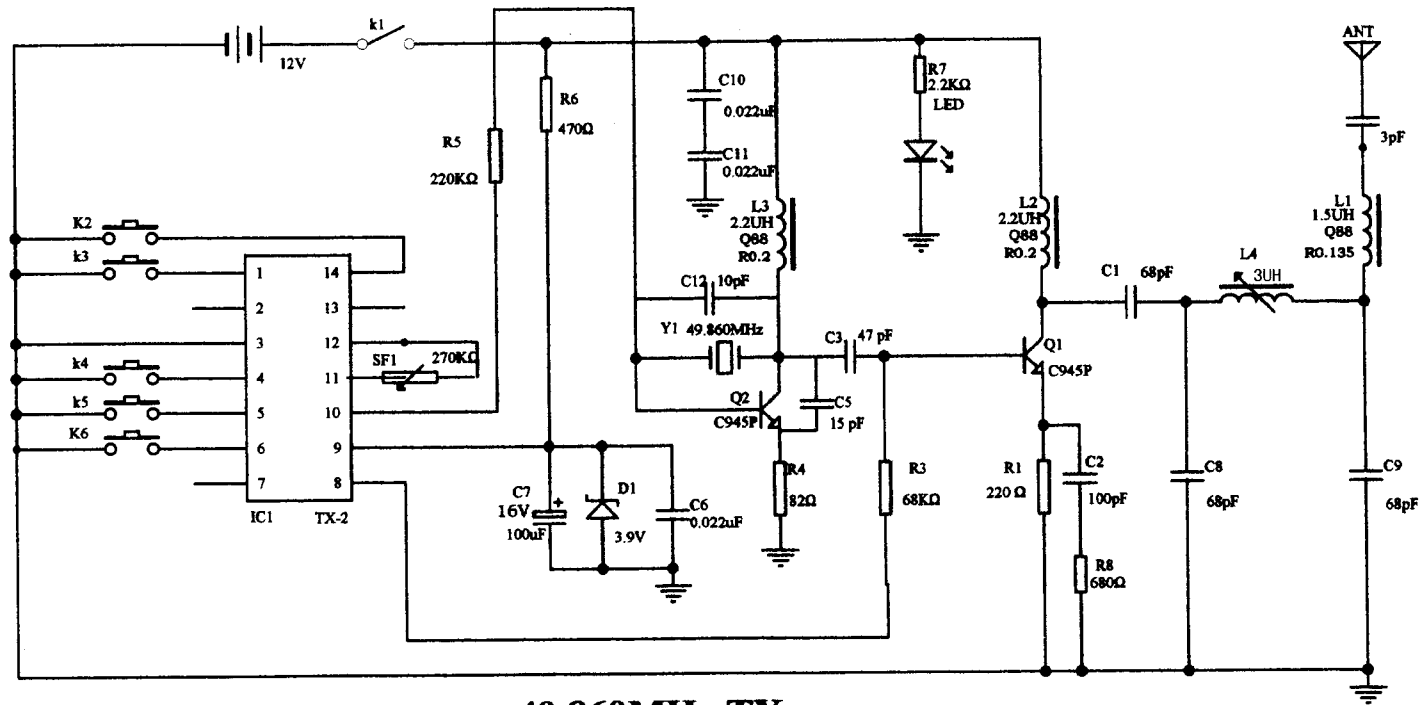 k1
12V
ANT
3pF
R6
470Ω
C10
0.022uF
C11
0.022uF
R7
2.2KΩ
LED
R5
220KΩ
L3
2.2UH
Q88
R0.2
L2
2.2UH
Q88
R0.2
L1
1.5UH
Q88
R0.135
K2
k3
k4
k5
K6
1 14
2 13
3 12
4 11
5 10
6 9
7 8
IC1 TX-2
SF1
270KΩ
C12 10pF
Y1 49.860MHz
C3 47 pF
C1 68pF
L4
3UH
Q2
C945P
C5
15 pF
Q1
C945P
R4
82Ω
R3
68KΩ
R1
220 Ω
C2
100pF
R8
680Ω
C8
68pF
C9
68pF
C7
16V +
100uF
D1
3.9V
C6
0.022uF